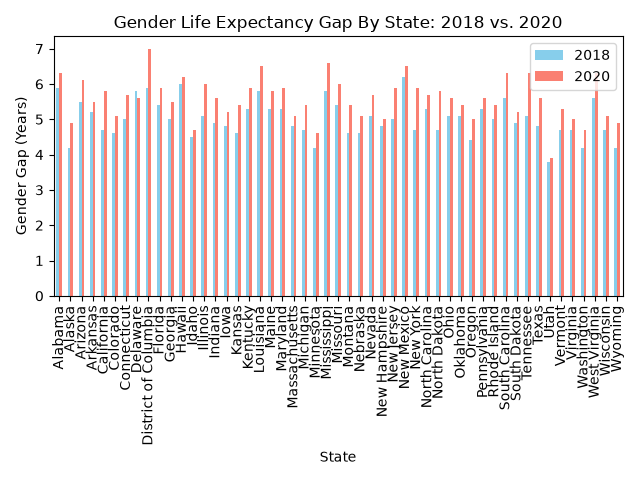 Gender Life Expectancy Gap By State: 2018 vs. 2020
2018
2020
Gender Gap (Years)
7
6
5
4
3
2
1
0
Alabama
Alaska
Arizona
Arkansas
California
Colorado
Connecticut
Delaware
District of Columbia
Florida
Georgia
Hawaii
Idaho
Illinois
Indiana
Iowa
Kansas
Kentucky
Louisiana
Maine
Maryland
Massachusetts
Michigan
Minnesota
Mississippi
Missouri
Montana
Nebraska
Nevada
New Hampshire
New Jersey
New Mexico
New York
North Carolina
North Dakota
Ohio
Oklahoma
Oregon
Pennsylvania
Rhode Island
South Carolina
South Dakota
Tennessee
Texas
Utah
Vermont
Virginia
Washington
West Virginia
Wisconsin
Wyoming
State